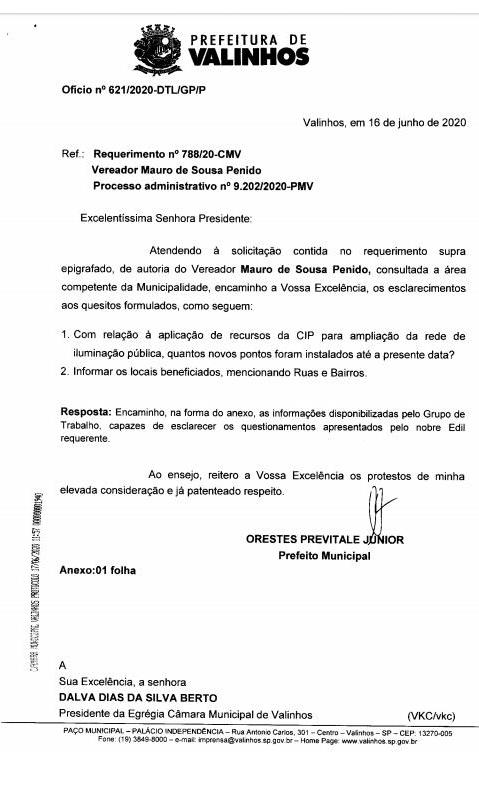 PREFEITURA DE
VALINHOS
Ofício nº 621/2020-DTL/GP/P
Valinhos, em 16 de junho de 2020
Ref.: Requerimento nº 788/20-CMV
Vereador Mauro de Sousa Penido
Processo administrativo nº 9.202/2020-PMV
Excelentíssima Senhora Presidente:
Atendendo à solicitação contida no requerimento supra
epigrafado, de autoria do Vereador Mauro de Sousa Penido, consultada a área
competente da Municipalidade, encaminho a Vossa Excelência, os esclarecimentos
aos quesitos formulados, como seguem:
1. Com relação à aplicação de recursos da CIP para ampliação da rede de
iluminação pública, quantos novos pontos foram instalados até a presente data?
2. Informar os locais beneficiados, mencionando Ruas e Bairros.
Resposta: Encaminho, na forma do anexo, as informações disponibilizadas pelo Grupo de
Trabalho, capazes de esclarecer os questionamentos apresentados pelo nobre Edil
requerente.
Ao ensejo, reitero a Vossa Excelência os protestos de minha
elevada consideração e já patenteado respeito.
ORESTES PREVITALE JÚNIOR
Prefeito Municipal
Anexo:01 folha
CAMARA MUNICIPAL VALINHOS PROTOCOLO 17/06/2020 11:57
A
Sua Excelência, a senhora
DALVA DIAS DA SILVA BERTO
Presidente da Egrégia Câmara Municipal de Valinhos (VKC/vkc)
PAÇO MUNICIPAL – PALÁCIO INDEPENDÊNCIA – Rua Antonio Carlos, 301 – Centro – Valinhos – SP – CEP: 13270-005
Fone: (19) 3849-8000 – e-mail: imprensa@valinhos.sp.gov.br – Home Page: www.valinhos.sp.gov.br